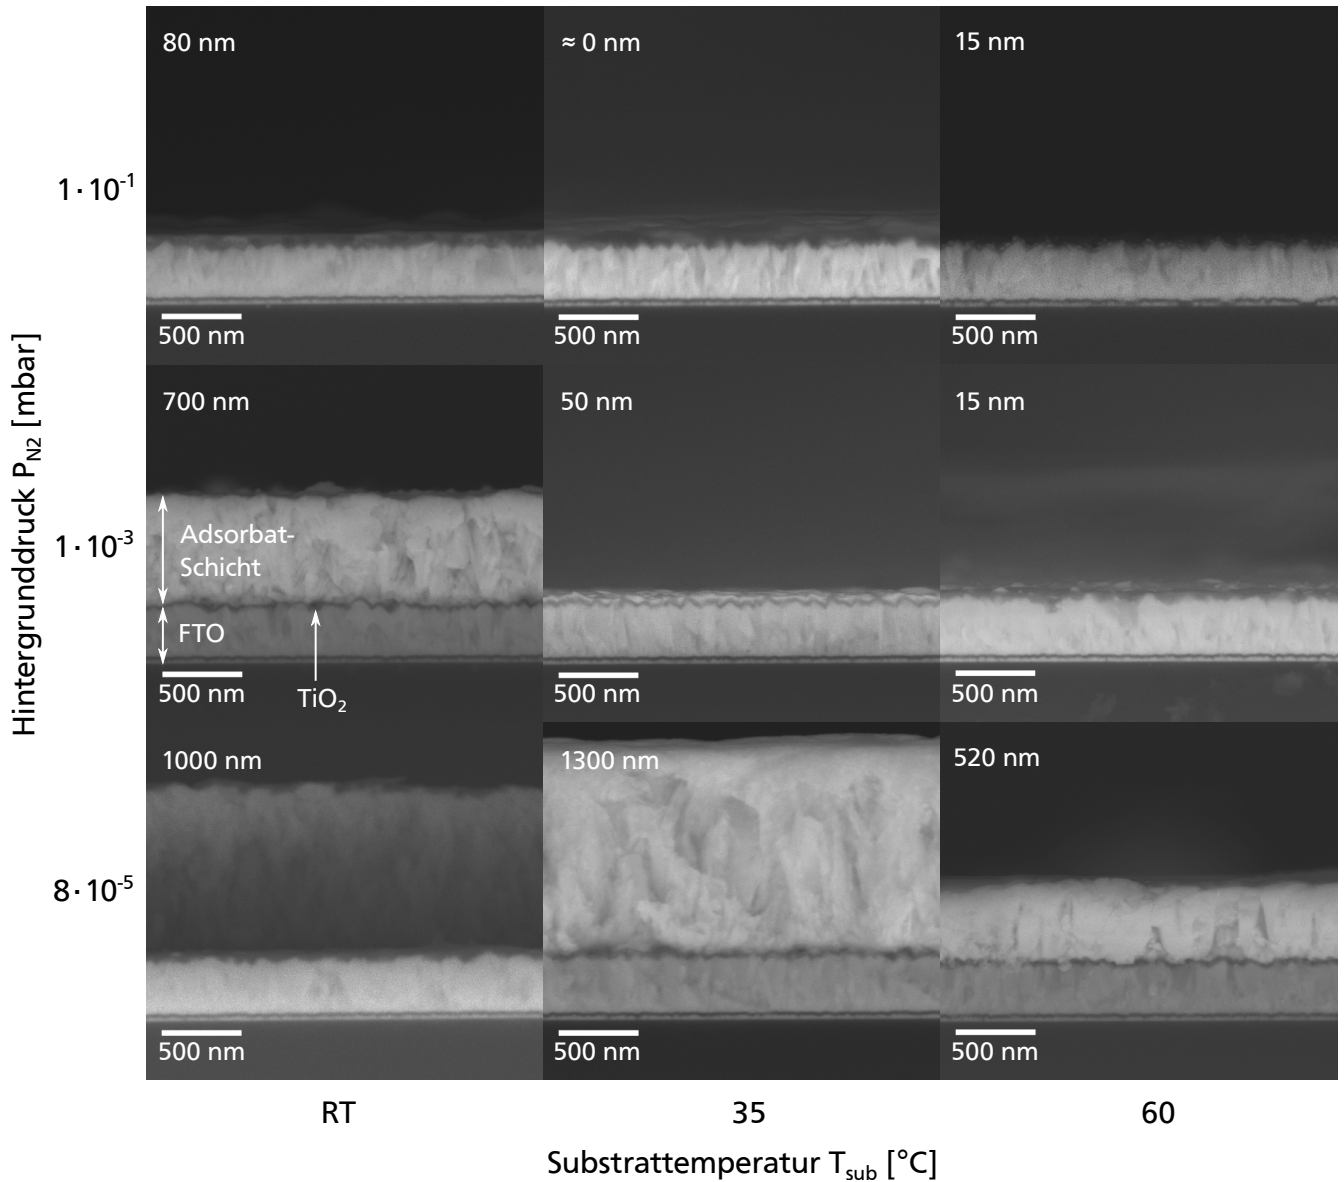 80 nm
≈ 0 nm
15 nm
1·10⁻¹
500 nm
500 nm
500 nm
Hintergrunddruck P_N2 [mbar]
700 nm
50 nm
15 nm
Adsorbat-
Schicht
1·10⁻³
FTO
500 nm
TiO₂
500 nm
500 nm
1000 nm
1300 nm
520 nm
8·10⁻⁵
500 nm
500 nm
500 nm
RT
35
60
Substrattemperatur T_sub [°C]